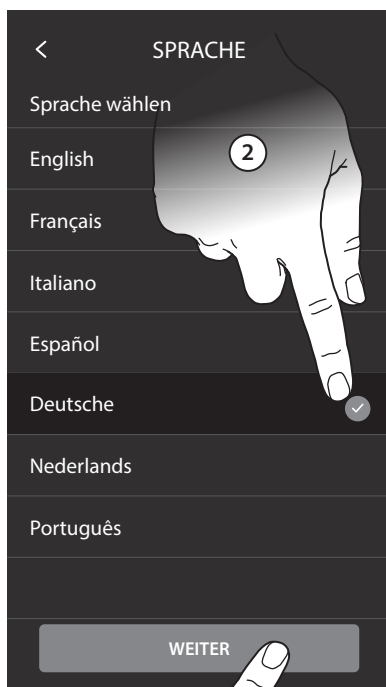 SPRACHE
Sprache wählen
English
2
Français
Italiano
Español
Deutsche
Nederlands
Português
WEITER